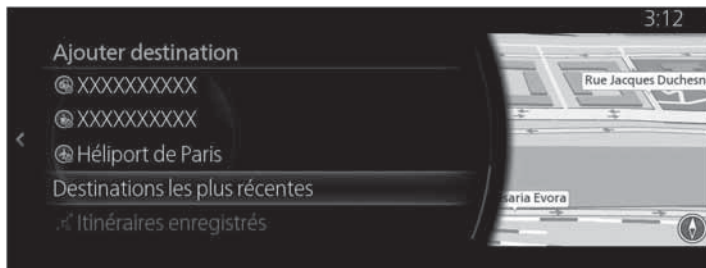 3:12
Ajouter destination
XXXXXXXXXX
XXXXXXXXXX
Héliport de Paris
Destinations les plus récentes
Itinéraires enregistrés
Rue Jacques Duchesn
saria Evora